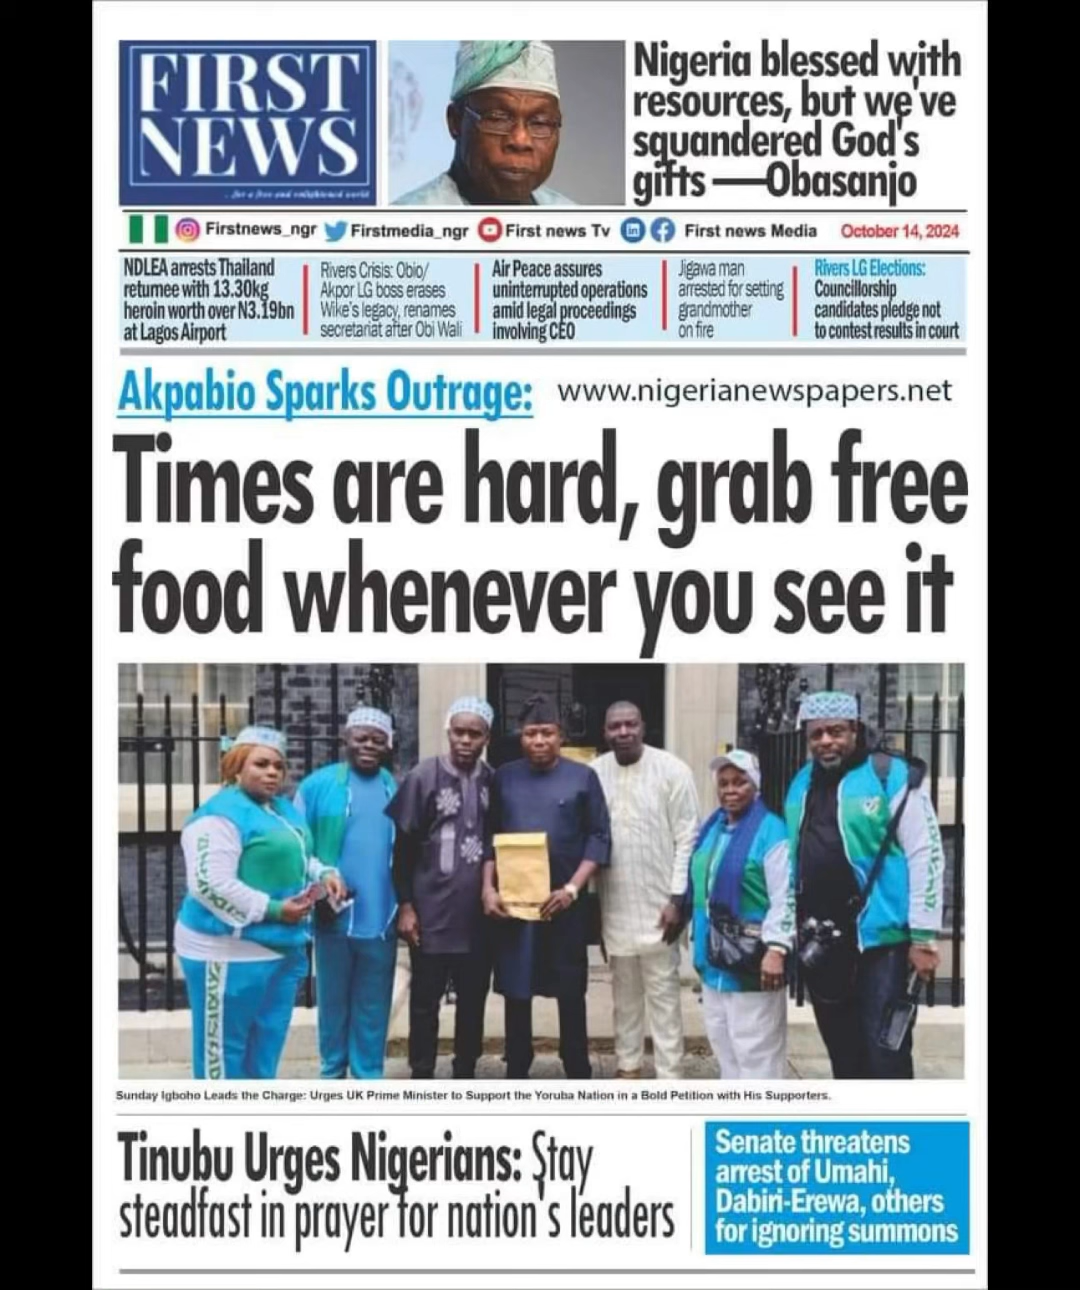 FIRST
NEWS
...for a free and enlightened world
Nigeria blessed with
resources, but we've
squandered God's
gifts —Obasanjo
Firstnews_ngr Firstmedia_ngr First news Tv First news Media October 14, 2024
NDLEA arrests Thailand
returnee with 13.30kg
heroin worth over N3.19bn
at Lagos Airport
Rivers Crisis: Obio/
Akpor LG boss erases
Wike's legacy, renames
secretariat after Obi Wali
Air Peace assures
uninterrupted operations
amid legal proceedings
involving CEO
Jigawa man
arrested for setting
grandmother
on fire
Rivers LG Elections:
Councillorship
candidates pledge not
to contest results in court
Akpabio Sparks Outrage: www.nigerianewspapers.net
Times are hard, grab free
food whenever you see it
Sunday Igboho Leads the Charge: Urges UK Prime Minister to Support the Yoruba Nation in a Bold Petition with His Supporters.
Tinubu Urges Nigerians: Stay
steadfast in prayer for nation's leaders
Senate threatens
arrest of Umahi,
Dabiri-Erewa, others
for ignoring summons